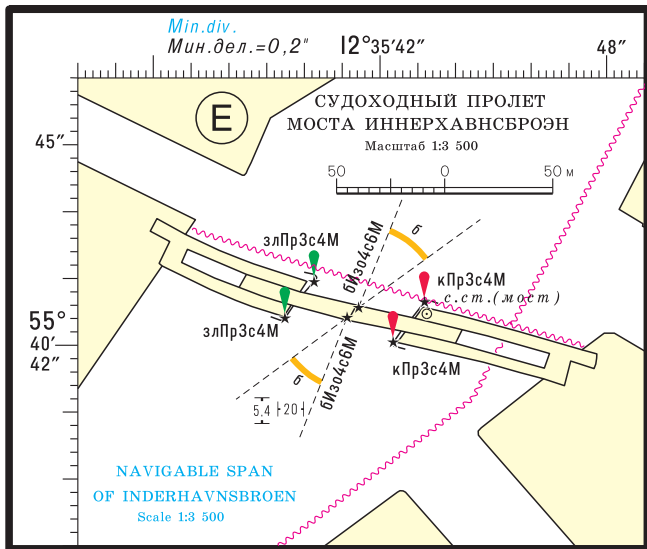 Min.div.
Мин.дел.=0,2" 12° 35'42" 48"
E
СУДОХОДНЫЙ ПРОЛЕТ
МОСТА ИННЕРХАВНСБРОЭН
Масштаб 1:3 500
45"
50 0 50 м
б
злПр3с4М
бИзо4с6М
кПр3с4М
с.ст.(мост)
злПр3с4М
55°
40'
42"
кПр3с4М
б
бИзо4с6М
5.4 20
NAVIGABLE SPAN
OF INDERHAVNSBROEN
Scale 1:3 500